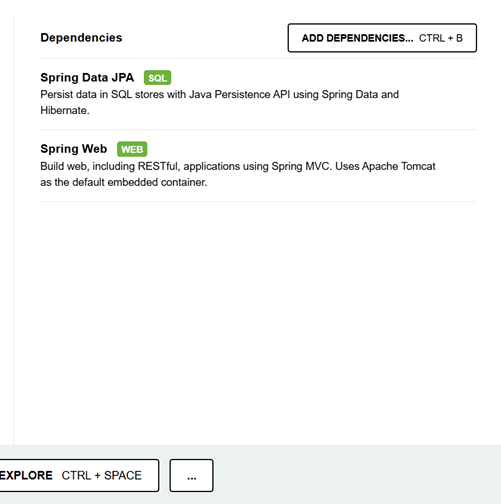 Dependencies
ADD DEPENDENCIES... CTRL + B
Spring Data JPA SQL
Persist data in SQL stores with Java Persistence API using Spring Data and
Hibernate.
Spring Web WEB
Build web, including RESTful, applications using Spring MVC. Uses Apache Tomcat
as the default embedded container.
EXPLORE CTRL + SPACE
...